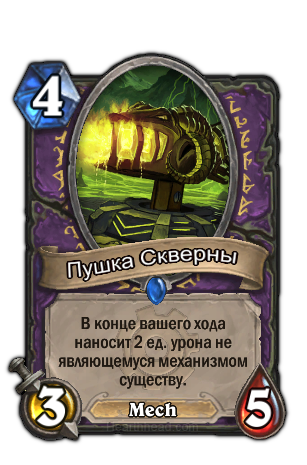 4
Пушка Скверны
В конце вашего хода
наносит 2 ед. урона не
являющемуся механизмом
существу.
3
Mech
5